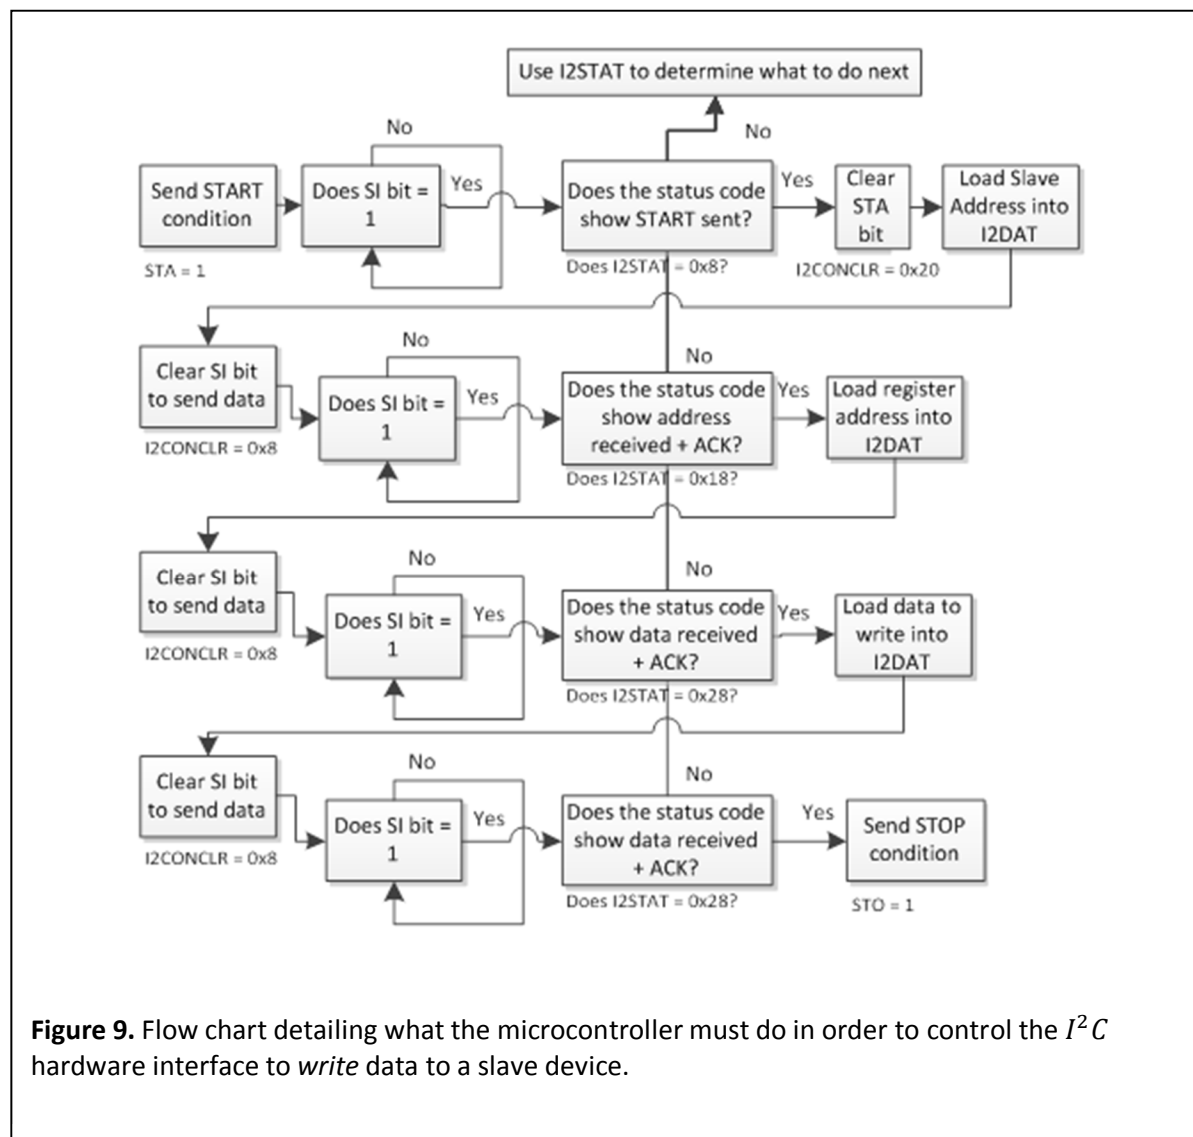 Use I2STAT to determine what to do next
No
No
Send START
condition
STA = 1
Does SI bit =
1
Yes
Does the status code
show START sent?
Does I2STAT = 0x8?
Yes
Clear
STA
bit
I2CONCLR = 0x20
Load Slave
Address into
I2DAT
No
No
Clear SI bit
to send data
I2CONCLR = 0x8
Does SI bit =
1
Yes
Does the status code
show address
received + ACK?
Does I2STAT = 0x18?
Yes
Load register
address into
I2DAT
No
No
Clear SI bit
to send data
I2CONCLR = 0x8
Does SI bit =
1
Yes
Does the status code
show data received
+ ACK?
Does I2STAT = 0x28?
Yes
Load data to
write into
I2DAT
No
No
Clear SI bit
to send data
I2CONCLR = 0x8
Does SI bit =
1
Yes
Does the status code
show data received
+ ACK?
Does I2STAT = 0x28?
Yes
Send STOP
condition
STO = 1
Figure 9. Flow chart detailing what the microcontroller must do in order to control the I²C
hardware interface to write data to a slave device.